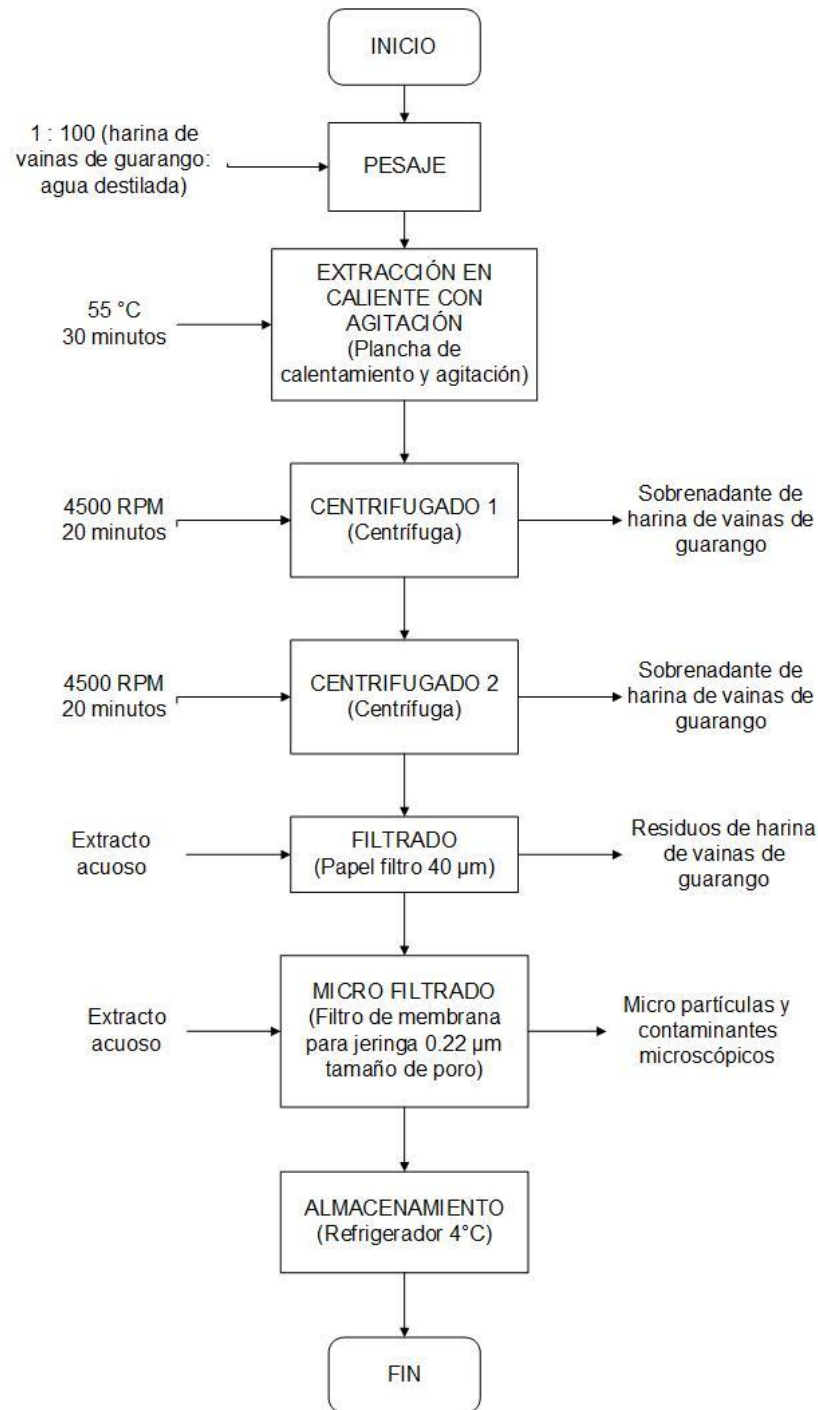 INICIO
1 : 100 (harina de
vainas de guarango:
agua destilada)
PESAJE
EXTRACCIÓN EN
CALIENTE CON
AGITACIÓN
(Plancha de
calentamiento y agitación)
55 °C
30 minutos
4500 RPM
20 minutos
CENTRIFUGADO 1
(Centrífuga)
Sobrenadante de
harina de vainas de
guarango
4500 RPM
20 minutos
CENTRIFUGADO 2
(Centrífuga)
Sobrenadante de
harina de vainas de
guarango
Extracto
acuoso
FILTRADO
(Papel filtro 40 µm)
Residuos de harina
de vainas de
guarango
Extracto
acuoso
MICRO FILTRADO
(Filtro de membrana
para jeringa 0.22 µm
tamaño de poro)
Micro partículas y
contaminantes
microscópicos
ALMACENAMIENTO
(Refrigerador 4°C)
FIN